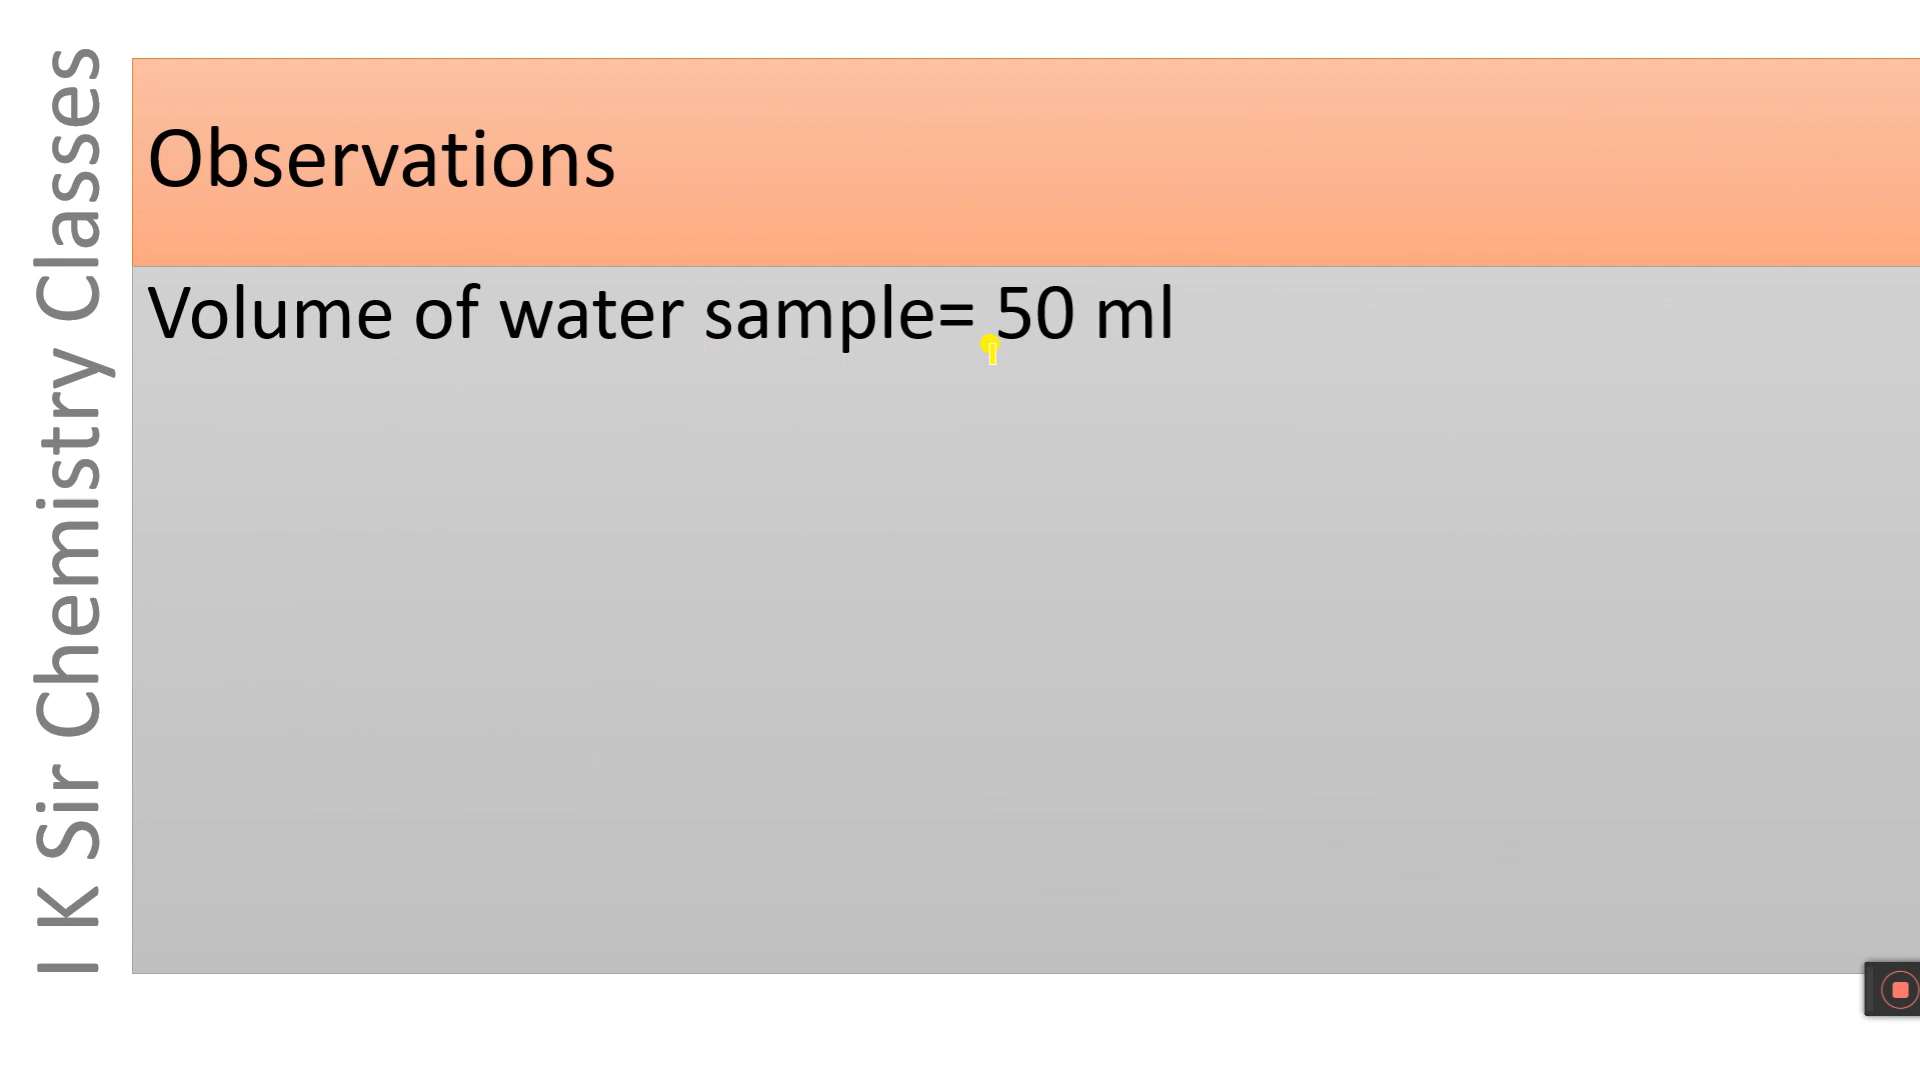 I K Sir Chemistry Classes
Observations
Volume of water sample= 50 ml